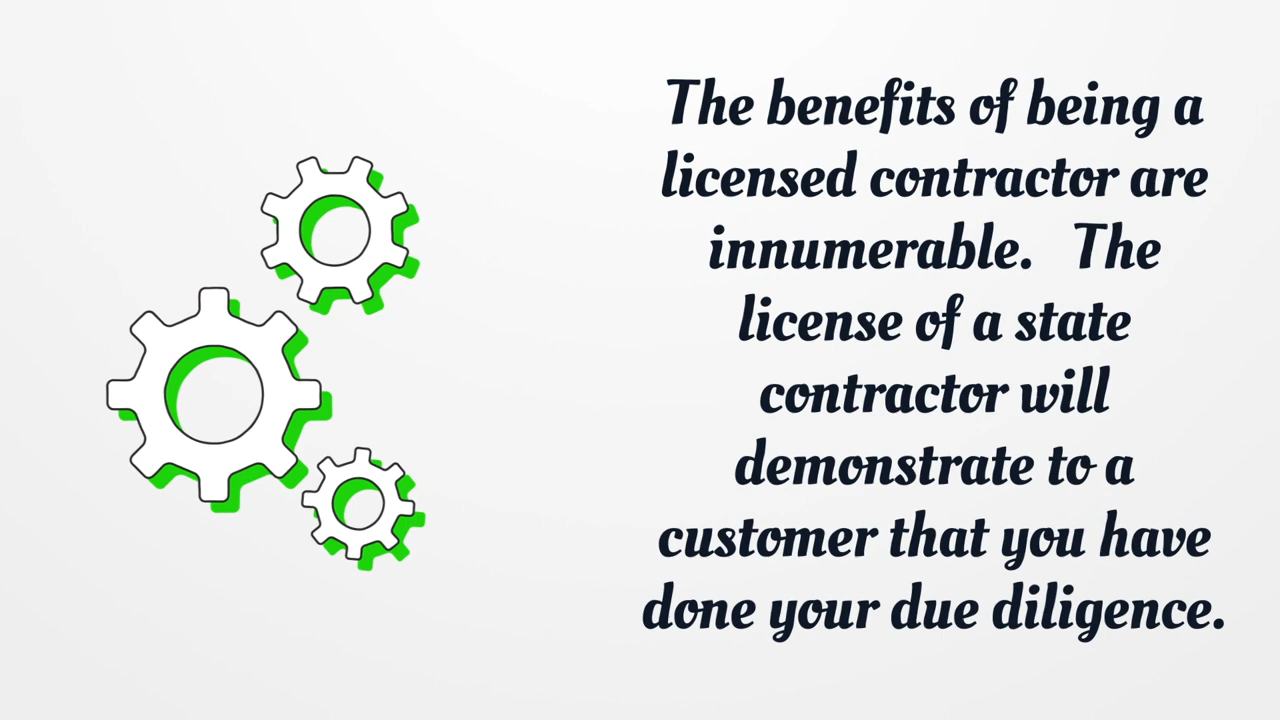 The benefits of being a
licensed contractor are
innumerable.   The
license of a state
contractor will
demonstrate to a
customer that you have
done your due diligence.